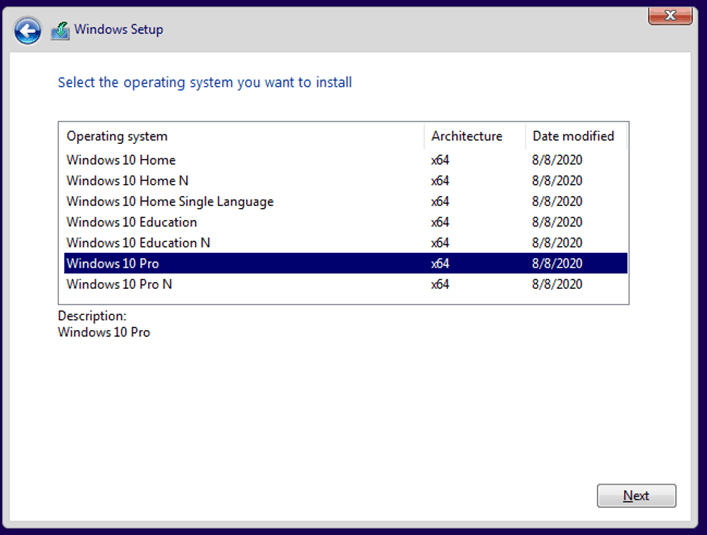 Windows Setup
Select the operating system you want to install
Operating system Architecture Date modified
Windows 10 Home x64 8/8/2020
Windows 10 Home N x64 8/8/2020
Windows 10 Home Single Language x64 8/8/2020
Windows 10 Education x64 8/8/2020
Windows 10 Education N x64 8/8/2020
Windows 10 Pro x64 8/8/2020
Windows 10 Pro N x64 8/8/2020
Description:
Windows 10 Pro
Next